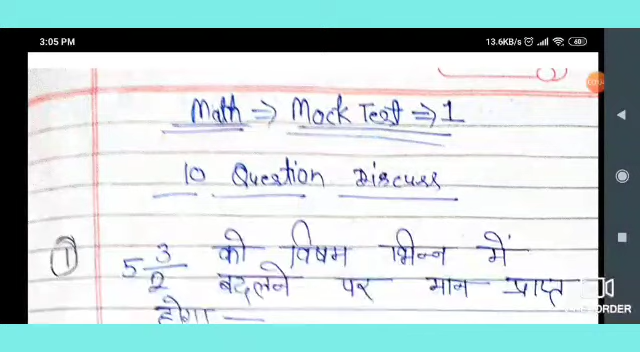 3:05 PM 13.6KB/s 60
Math ⇒ Mock Test ⇒ 1
10 Question Discuss
① 5 3/2 को विषम भिन्न में
बदलने पर मान प्राप्त
होगा —